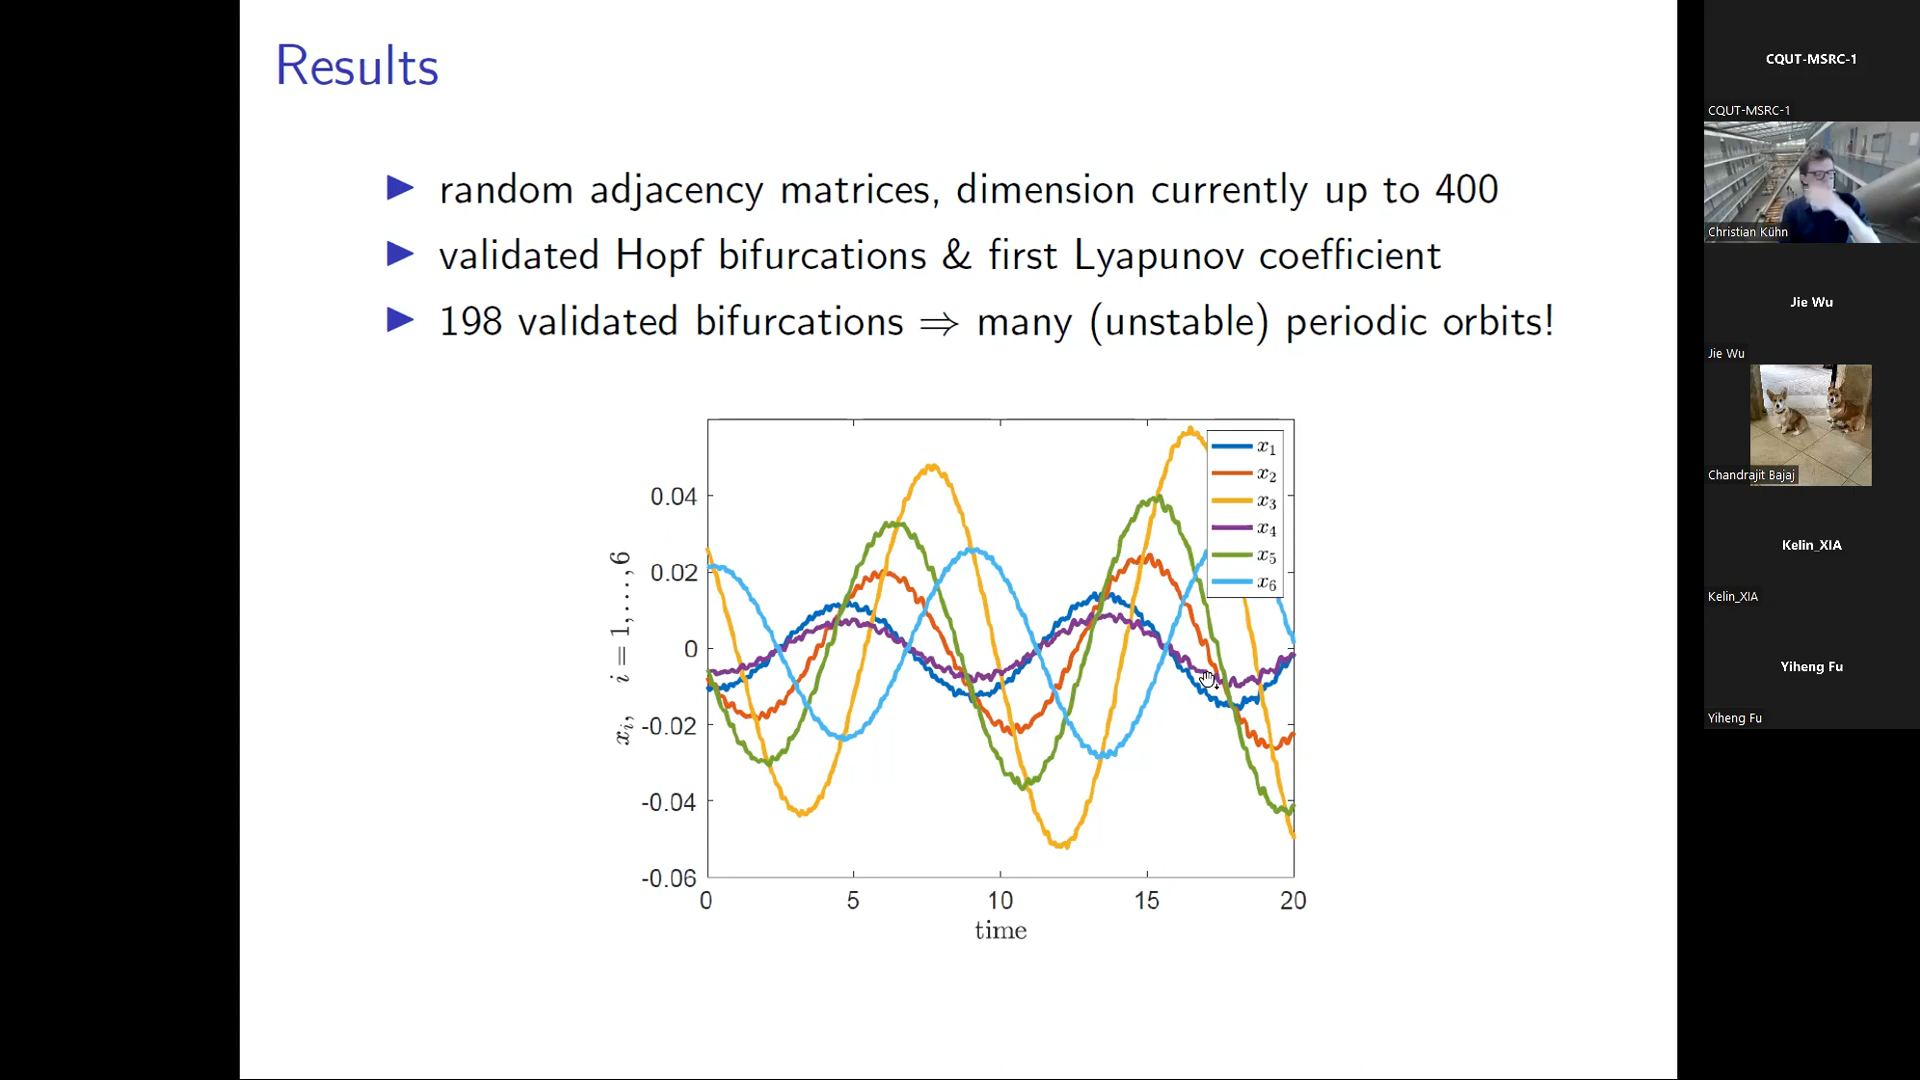 Results
random adjacency matrices, dimension currently up to 400
validated Hopf bifurcations & first Lyapunov coefficient
198 validated bifurcations ⇒ many (unstable) periodic orbits!
x₁
x₂
x₃
x₄
x₅
x₆
0.04
0.02
0
-0.02
-0.04
-0.06
xᵢ, i = 1, . . . , 6
0 5 10 15 20
time
CQUT-MSRC-1
CQUT-MSRC-1
Christian Kühn
Jie Wu
Jie Wu
Chandrajit Bajaj
Kelin_XIA
Kelin_XIA
Yiheng Fu
Yiheng Fu